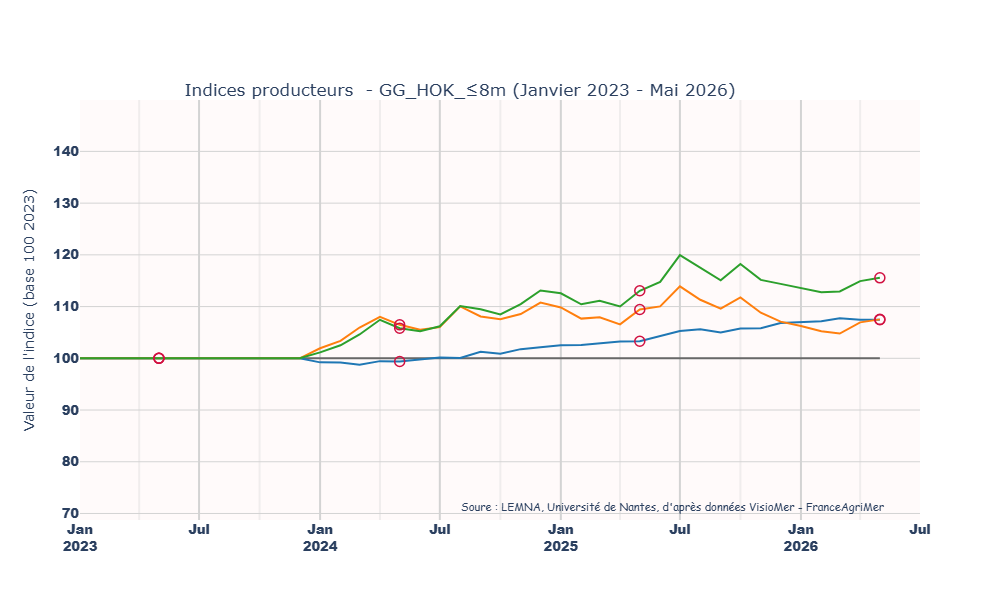 Indices producteurs  - GG_HOK_≤8m (Janvier 2023 - Mai 2026)
Valeur de l'indice (base 100 2023)
140
130
120
110
100
90
80
70
Soure : LEMNA, Université de Nantes, d'après données VisioMer - FranceAgriMer
Jan Jul Jan Jul Jan Jul Jan Jul
2023 2024 2025 2026